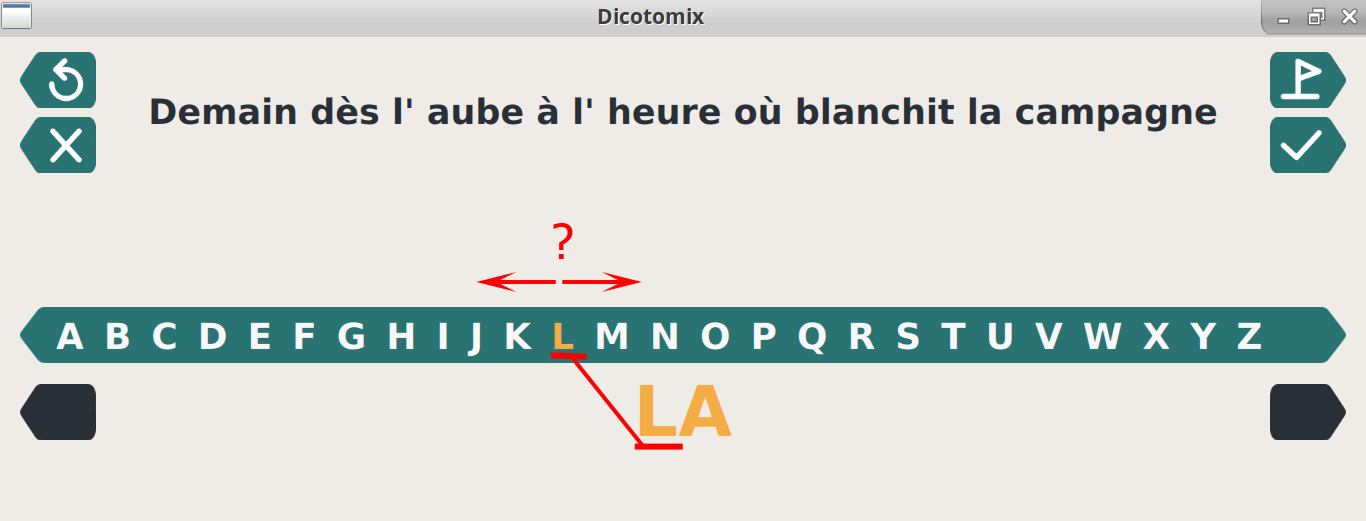 Dicotomix
Demain dès l' aube à l' heure où blanchit la campagne
?
A B C D E F G H I J K L M N O P Q R S T U V W X Y Z
LA